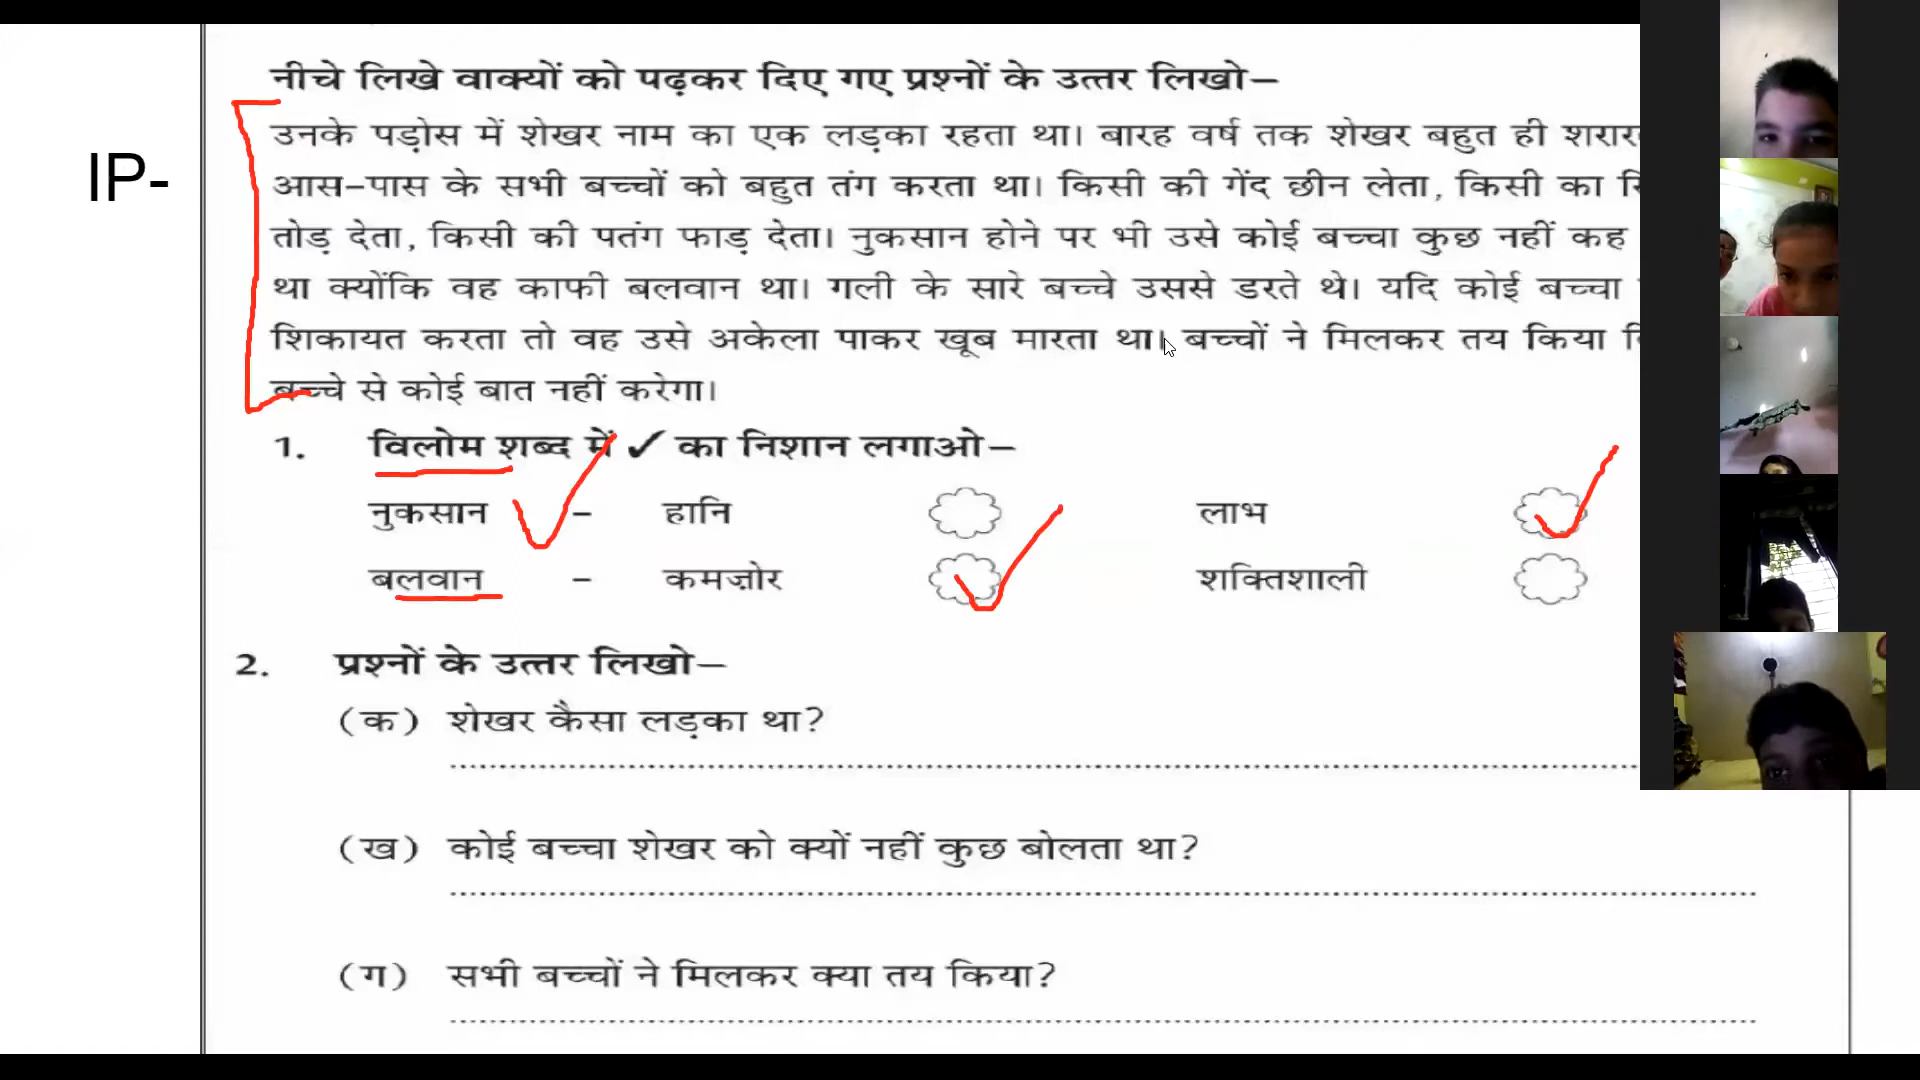 नीचे लिखे वाक्यों को पढ़कर दिए गए प्रश्नों के उत्तर लिखो–
उनके पड़ोस में शेखर नाम का एक लड़का रहता था। बारह वर्ष तक शेखर बहुत ही
IP-
आस-पास के सभी बच्चों को बहुत तंग करता था। किसी की गेंद छीन लेता, किसी का
तोड़ देता, किसी की पतंग फाड़ देता। नुकसान होने पर भी उसे कोई बच्चा कुछ नहीं कह
था क्योंकि वह काफी बलवान था। गली के सारे बच्चे उससे डरते थे। यदि कोई बच्चा
शिकायत करता तो वह उसे अकेला पाकर खूब मारता था। बच्चों ने मिलकर तय किया
बच्चे से कोई बात नहीं करेगा।
1. विलोम शब्द में ✓ का निशान लगाओ–
नुकसान – हानि लाभ
बलवान – कमज़ोर शक्तिशाली
2. प्रश्नों के उत्तर लिखो–
(क) शेखर कैसा लड़का था?
(ख) कोई बच्चा शेखर को क्यों नहीं कुछ बोलता था?
(ग) सभी बच्चों ने मिलकर क्या तय किया?